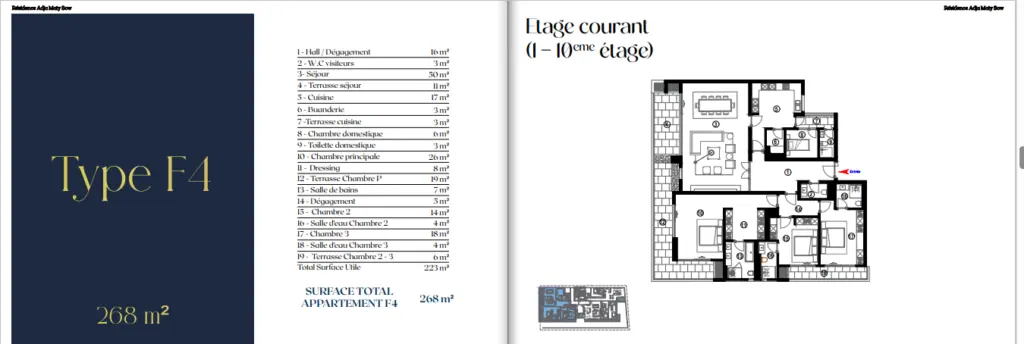 Résidence Adja Maty Sow
Type F4
268 m²
1 - Hall / Dégagement 16 m²
2 - W.C visiteurs 3 m²
3- Séjour 50 m²
4 - Terrasse séjour 11 m²
5 - Cuisine 17 m²
6 - Buanderie 3 m²
7 -Terrasse cuisine 3 m²
8 - Chambre domestique 6 m²
9 - Toilette domestique 3 m²
10 - Chambre principale 26 m²
11 - Dressing 8 m²
12 - Terrasse Chambre P 19 m²
13 - Salle de bains 7 m²
14 - Dégagement 5 m²
15 - Chambre 2 14 m²
16 - Salle d'eau Chambre 2 4 m²
17 - Chambre 3 18 m²
18 - Salle d'eau Chambre 3 4 m²
19 - Terrasse Chambre 2 - 3 6 m²
Total Surface Utile 223 m²
SURFACE TOTAL
APPARTEMENT F4 268 m²
Résidence Adja Maty Sow
Etage courant
(1 – 10eme étage)
Entrée